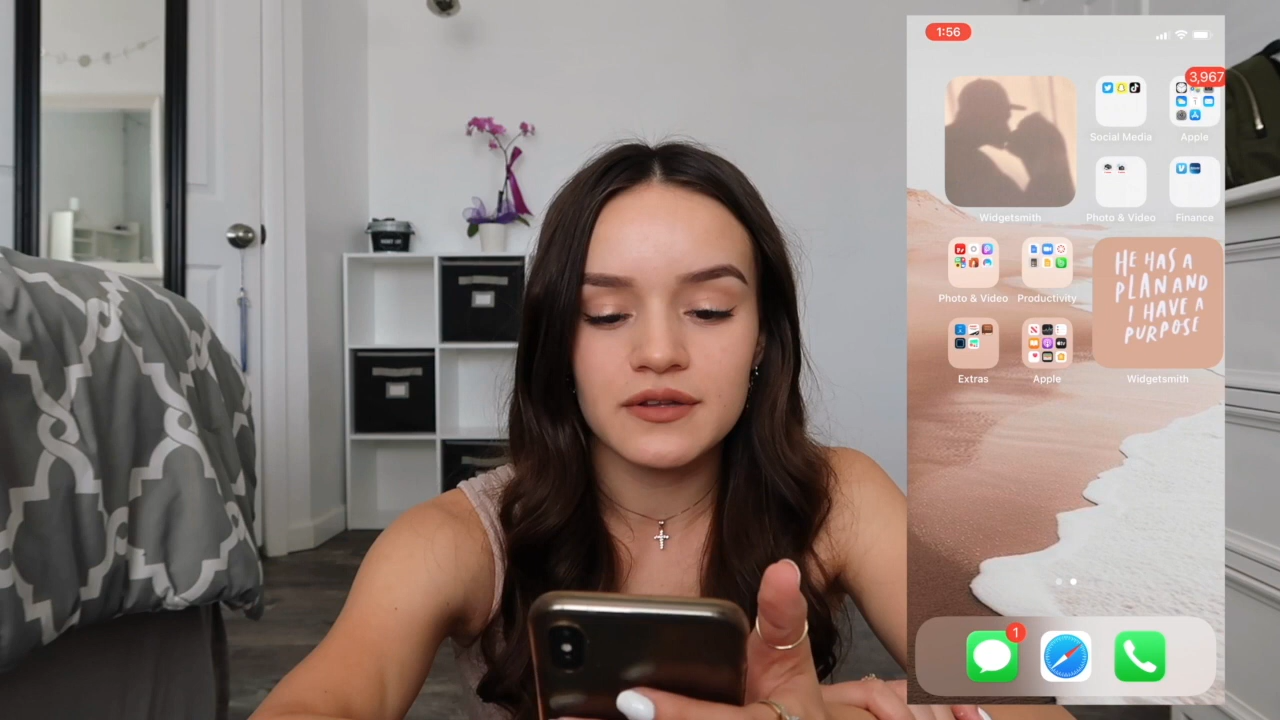 1:56
3,967
Social Media
Apple
Widgetsmith
Photo & Video
Finance
HE HAS A
PLAN AND
I HAVE A
PURPOSE
Photo & Video
Productivity
Extras
Apple
Widgetsmith
1